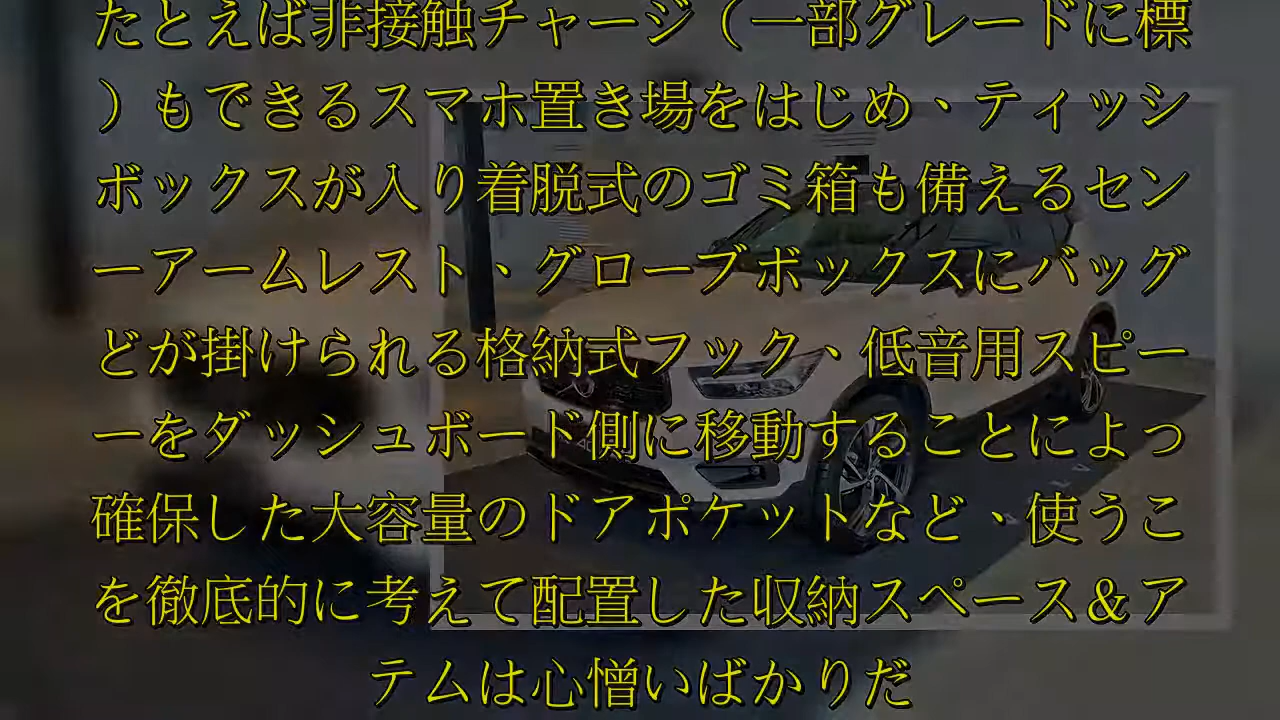 たとえば非接触チャージ（一部グレードに標
）もできるスマホ置き場をはじめ、ティッシ
ボックスが入り着脱式のゴミ箱も備えるセン
ーアームレスト、グローブボックスにバッグ
どが掛けられる格納式フック、低音用スピー
ーをダッシュボード側に移動することによっ
確保した大容量のドアポケットなど、使うこ
を徹底的に考えて配置した収納スペース＆ア
テムは心憎いばかりだ